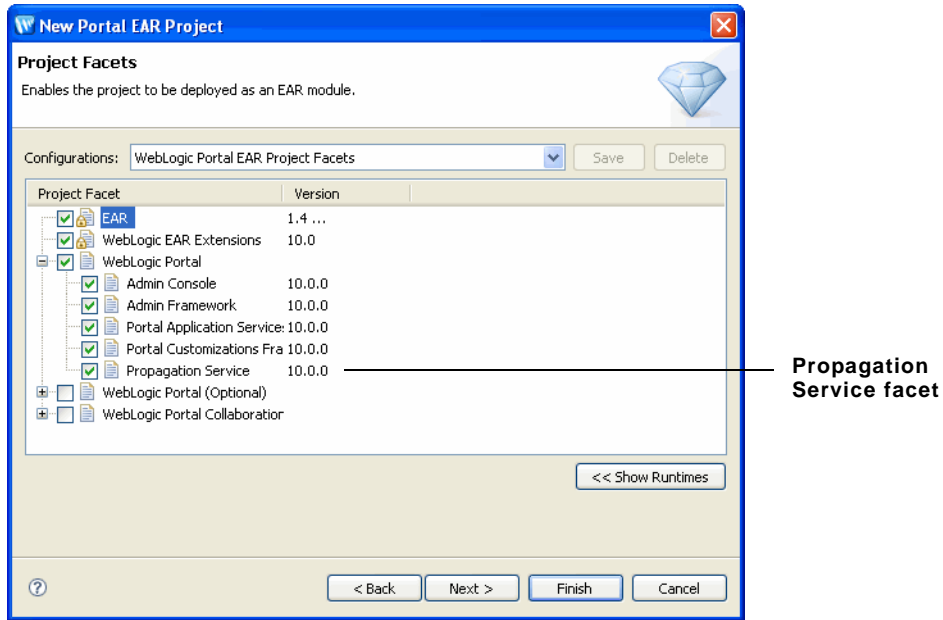 New Portal EAR Project
Project Facets
Enables the project to be deployed as an EAR module.
Configurations: WebLogic Portal EAR Project Facets Save Delete
Project Facet Version
EAR 1.4 ...
WebLogic EAR Extensions 10.0
WebLogic Portal
Admin Console 10.0.0
Admin Framework 10.0.0
Portal Application Service: 10.0.0
Portal Customizations Fra 10.0.0
Propagation Service 10.0.0
WebLogic Portal (Optional)
WebLogic Portal Collaboration
Propagation
Service facet
<< Show Runtimes
< Back Next > Finish Cancel